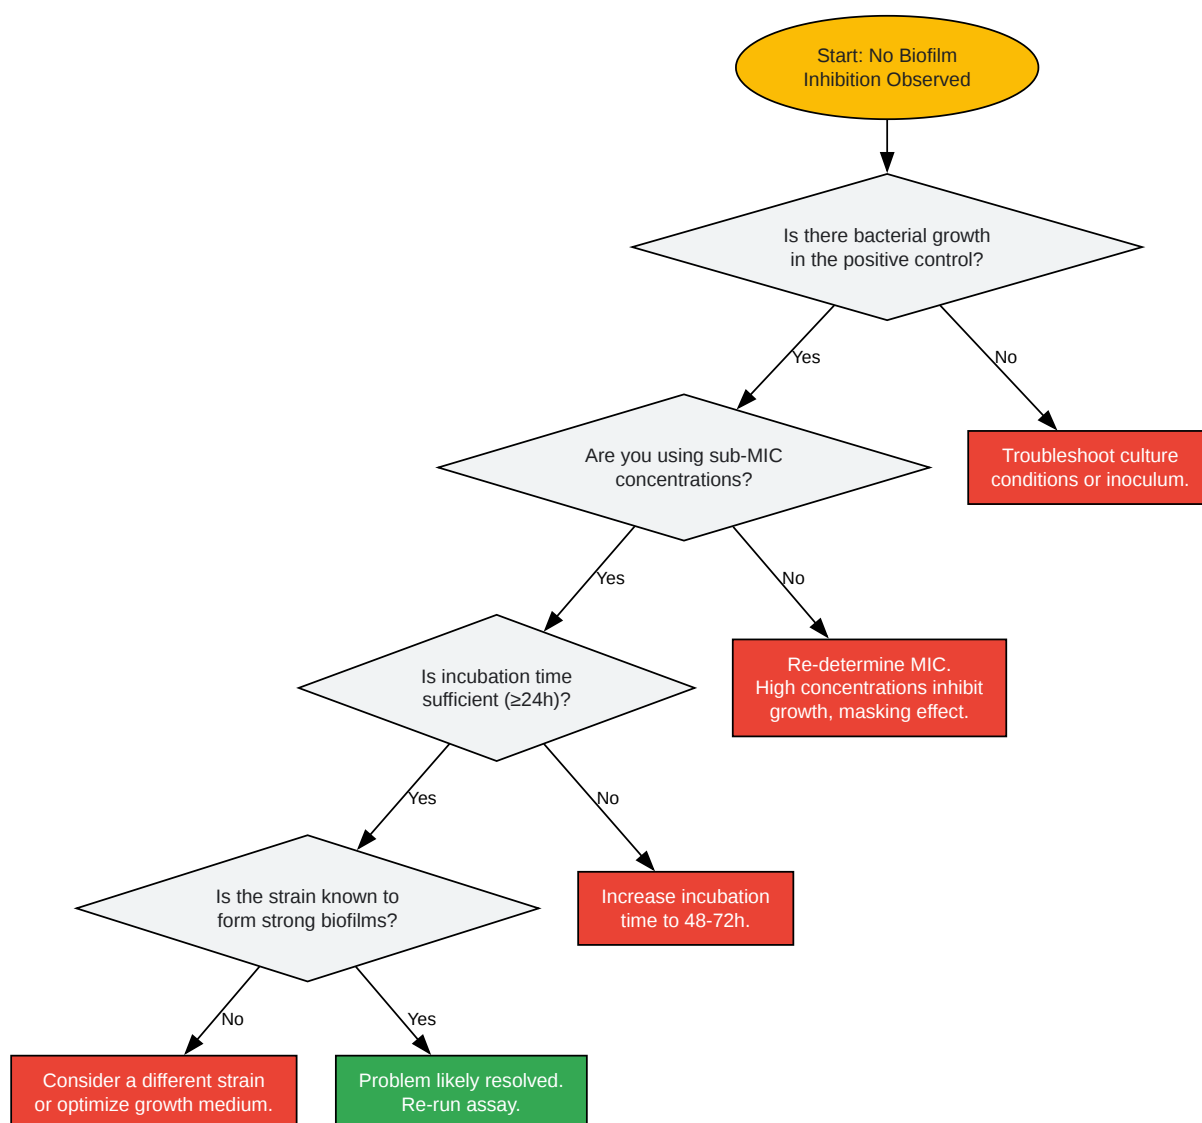 Start: No Biofilm
Inhibition Observed
Is there bacterial growth
in the positive control?
Yes
No
Are you using sub-MIC
concentrations?
Troubleshoot culture
conditions or inoculum.
Yes
No
Is incubation time
sufficient (≥24h)?
Re-determine MIC.
High concentrations inhibit
growth, masking effect.
Yes
No
Is the strain known to
form strong biofilms?
Increase incubation
time to 48-72h.
No
Yes
Consider a different strain
or optimize growth medium.
Problem likely resolved.
Re-run assay.